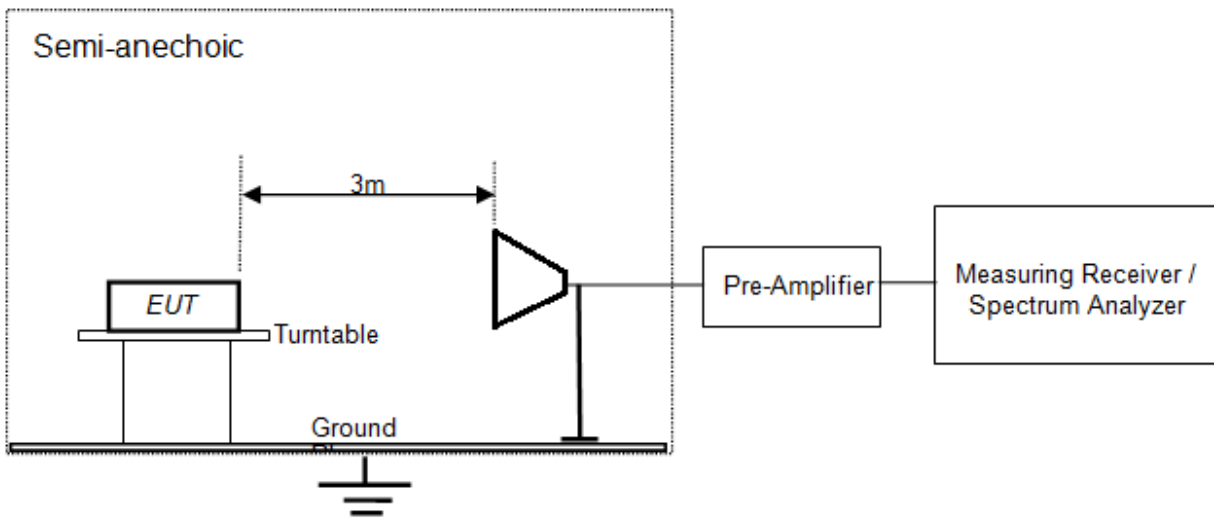 Semi-anechoic
3m
EUT
Turntable
Ground
Pre-Amplifier
Measuring Receiver /
Spectrum Analyzer